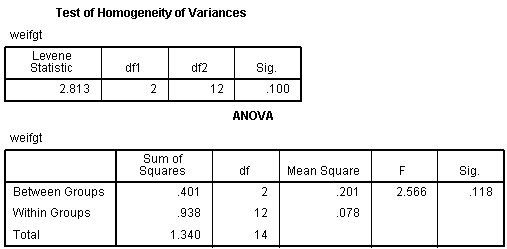 Test of Homogeneity of Variances
weifgt
Levene
Statistic df1 df2 Sig.
2.813 2 12 .100
ANOVA
weifgt
Sum of
Squares df Mean Square F Sig.
Between Groups .401 2 .201 2.566 .118
Within Groups .938 12 .078
Total 1.340 14